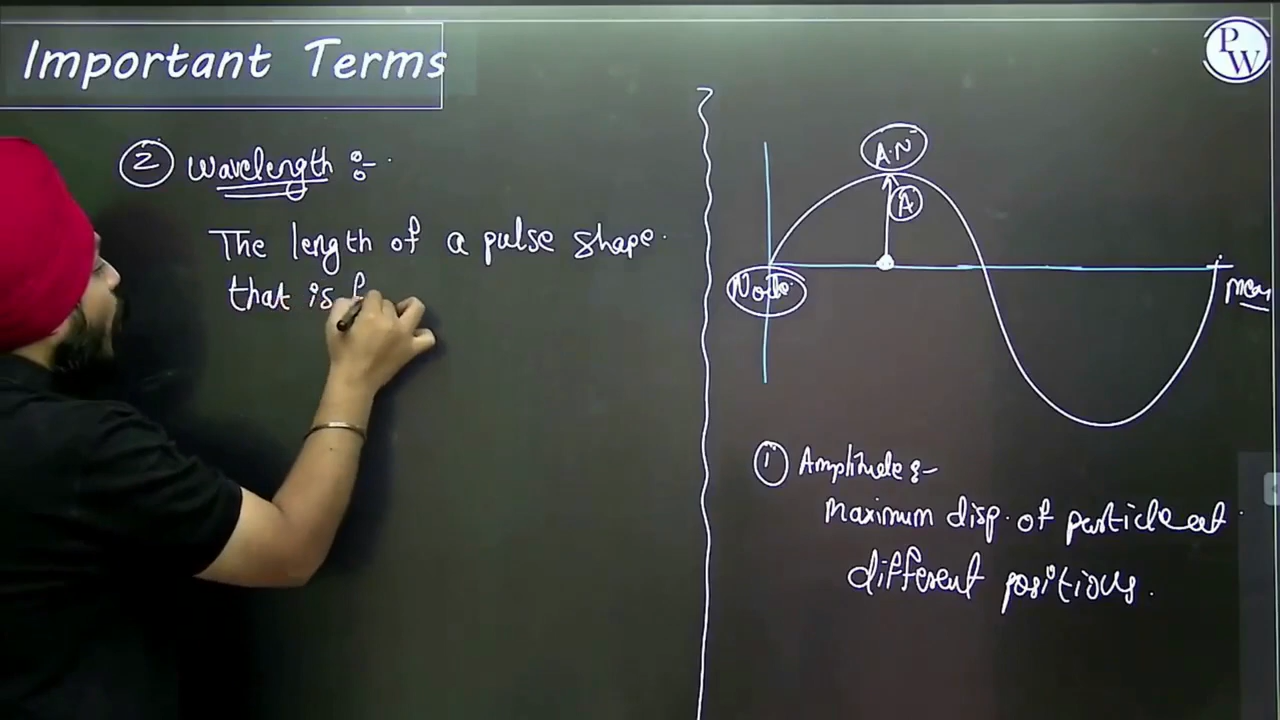 Important Terms
PW
2 Wavelength :-
The length of a pulse shape.
that is f
A.N
A
Node
mean
1 Amplitude :-
Maximum disp. of particle at
different positions.